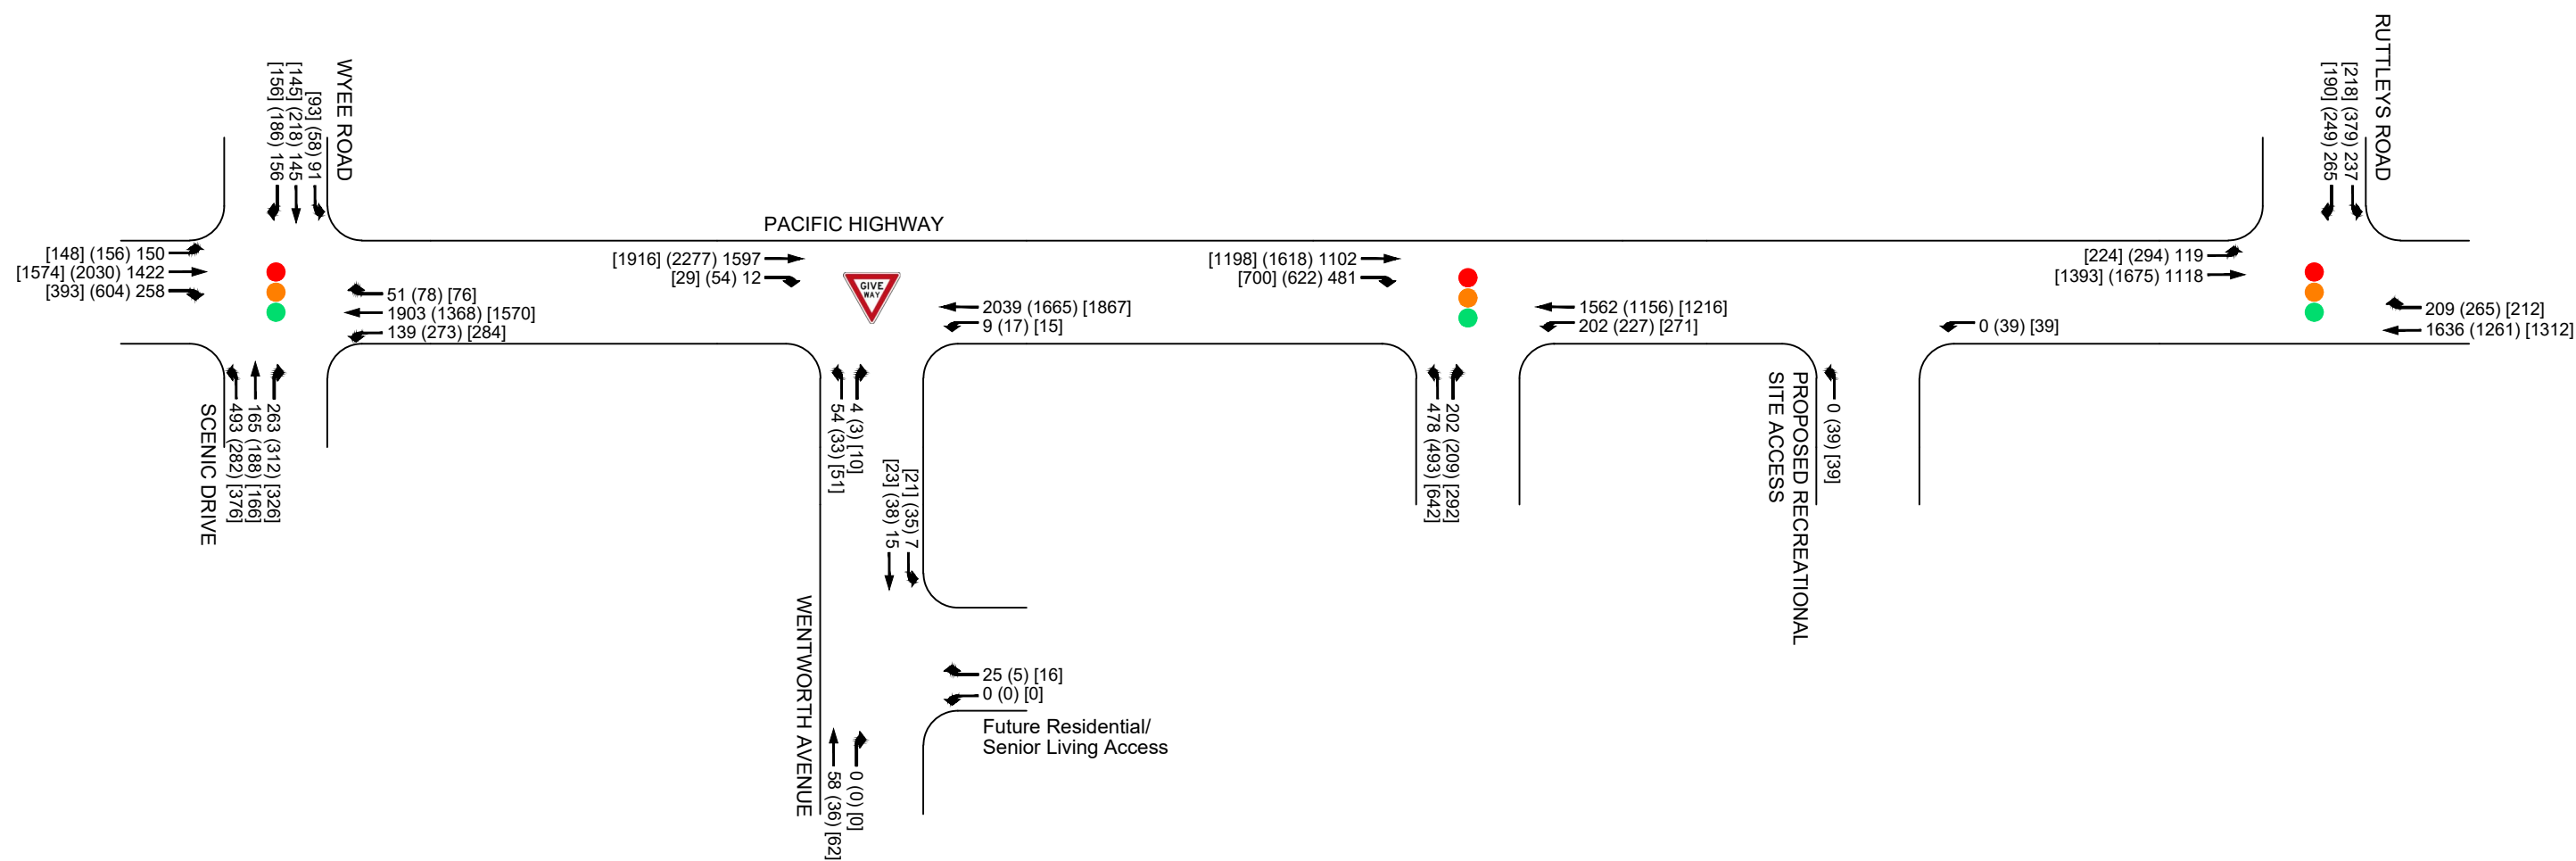 WYEE ROAD
[93] (58) 91
[145] (218) 145
[156] (186) 156
RUTTLEYS ROAD
[218] (379) 237
[190] (249) 265
PACIFIC HIGHWAY
[148] (156) 150
[1574] (2030) 1422
[393] (604) 258
51 (78) [76]
1903 (1368) [1570]
139 (273) [284]
[1916] (2277) 1597
[29] (54) 12
GIVE
WAY
2039 (1665) [1867]
9 (17) [15]
[1198] (1618) 1102
[700] (622) 481
1562 (1156) [1216]
202 (227) [271]
0 (39) [39]
[224] (294) 119
[1393] (1675) 1118
209 (265) [212]
1636 (1261) [1312]
SCENIC DRIVE
263 (312) [326]
165 (188) [166]
493 (282) [376]
4 (3) [10]
54 (33) [51]
[21] (35) 7
[23] (38) 15
202 (209) [292]
478 (493) [642]
PROPOSED RECREATIONAL
SITE ACCESS
0 (39) [39]
WENTWORTH AVENUE
25 (5) [16]
0 (0) [0]
Future Residential/
Senior Living Access
0 (0) [0]
58 (36) [62]